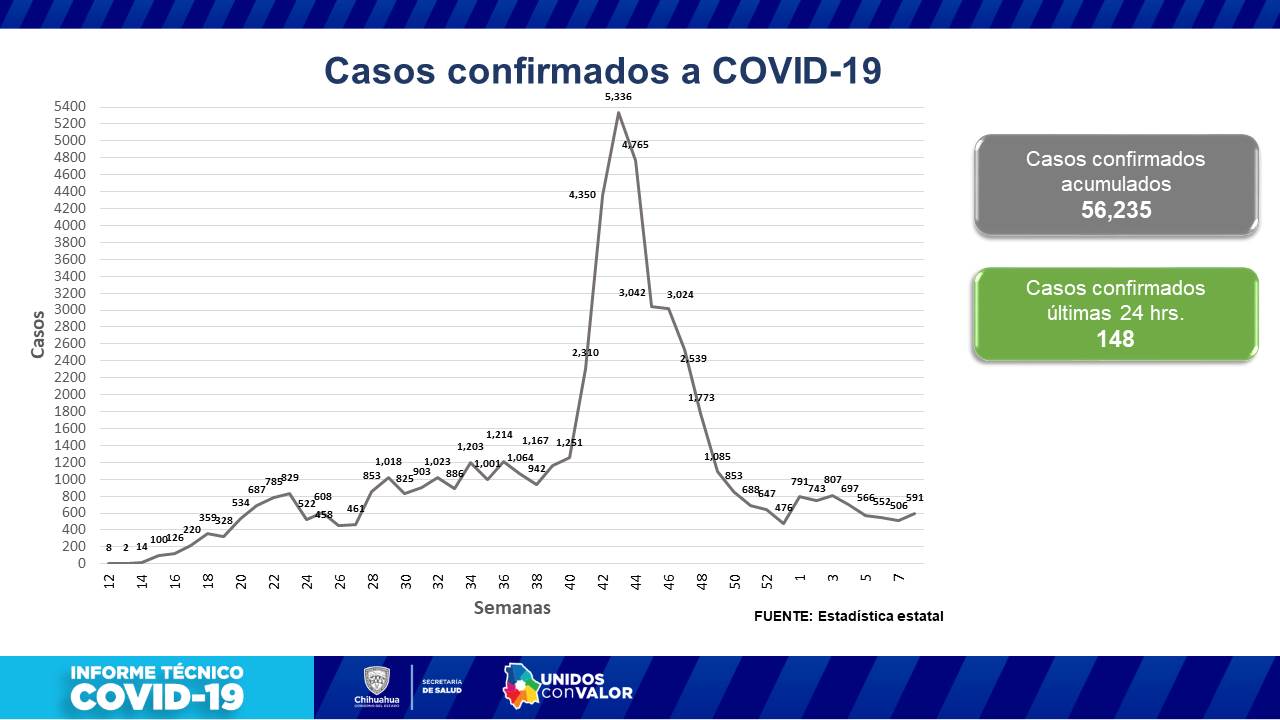 Casos confirmados a COVID-19
5400
5200
5000
4800
4600
4400
4200
4000
3800
3600
3400
3200
3000
2800
2600
2400
2200
2000
1800
1600
1400
1200
1000
800
600
400
200
0
Casos
8 2 14 100 126 220 359 328 534 687 785 829 522 608 458 461 853 1,018 825 903 1,023 886 1,203 1,001 1,214 1,064 942 1,167 1,251 2,310 4,350 5,336 4,765 3,042 3,024 2,539 1,773 1,085 853 688 647 476 791 743 807 697 566 552 506 591
12 14 16 18 20 22 24 26 28 30 32 34 36 38 40 42 44 46 48 50 52 1 3 5 7
Semanas
FUENTE: Estadística estatal
Casos confirmados
acumulados
56,235
Casos confirmados
últimas 24 hrs.
148
INFORME TÉCNICO
COVID-19
Chihuahua
GOBIERNO DEL ESTADO
SECRETARÍA
DE SALUD
UNIDOS
conVALOR